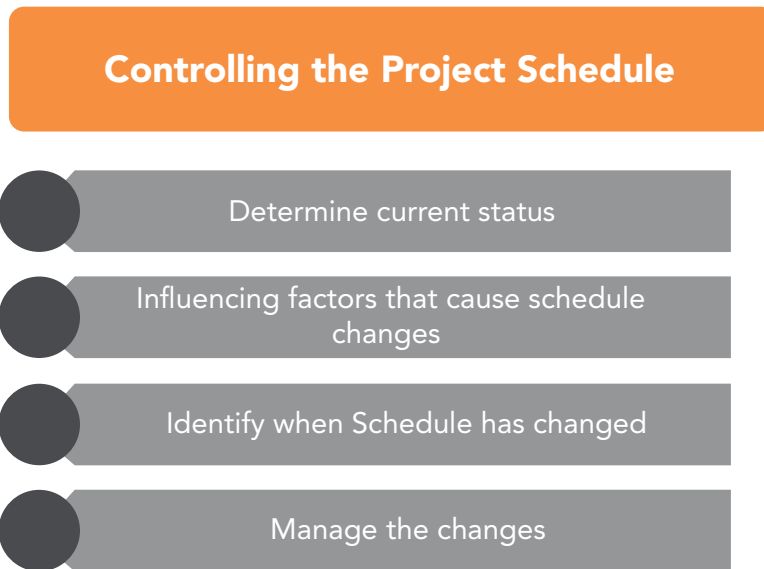 Controlling the Project Schedule
Determine current status
Influencing factors that cause schedule
changes
Identify when Schedule has changed
Manage the changes